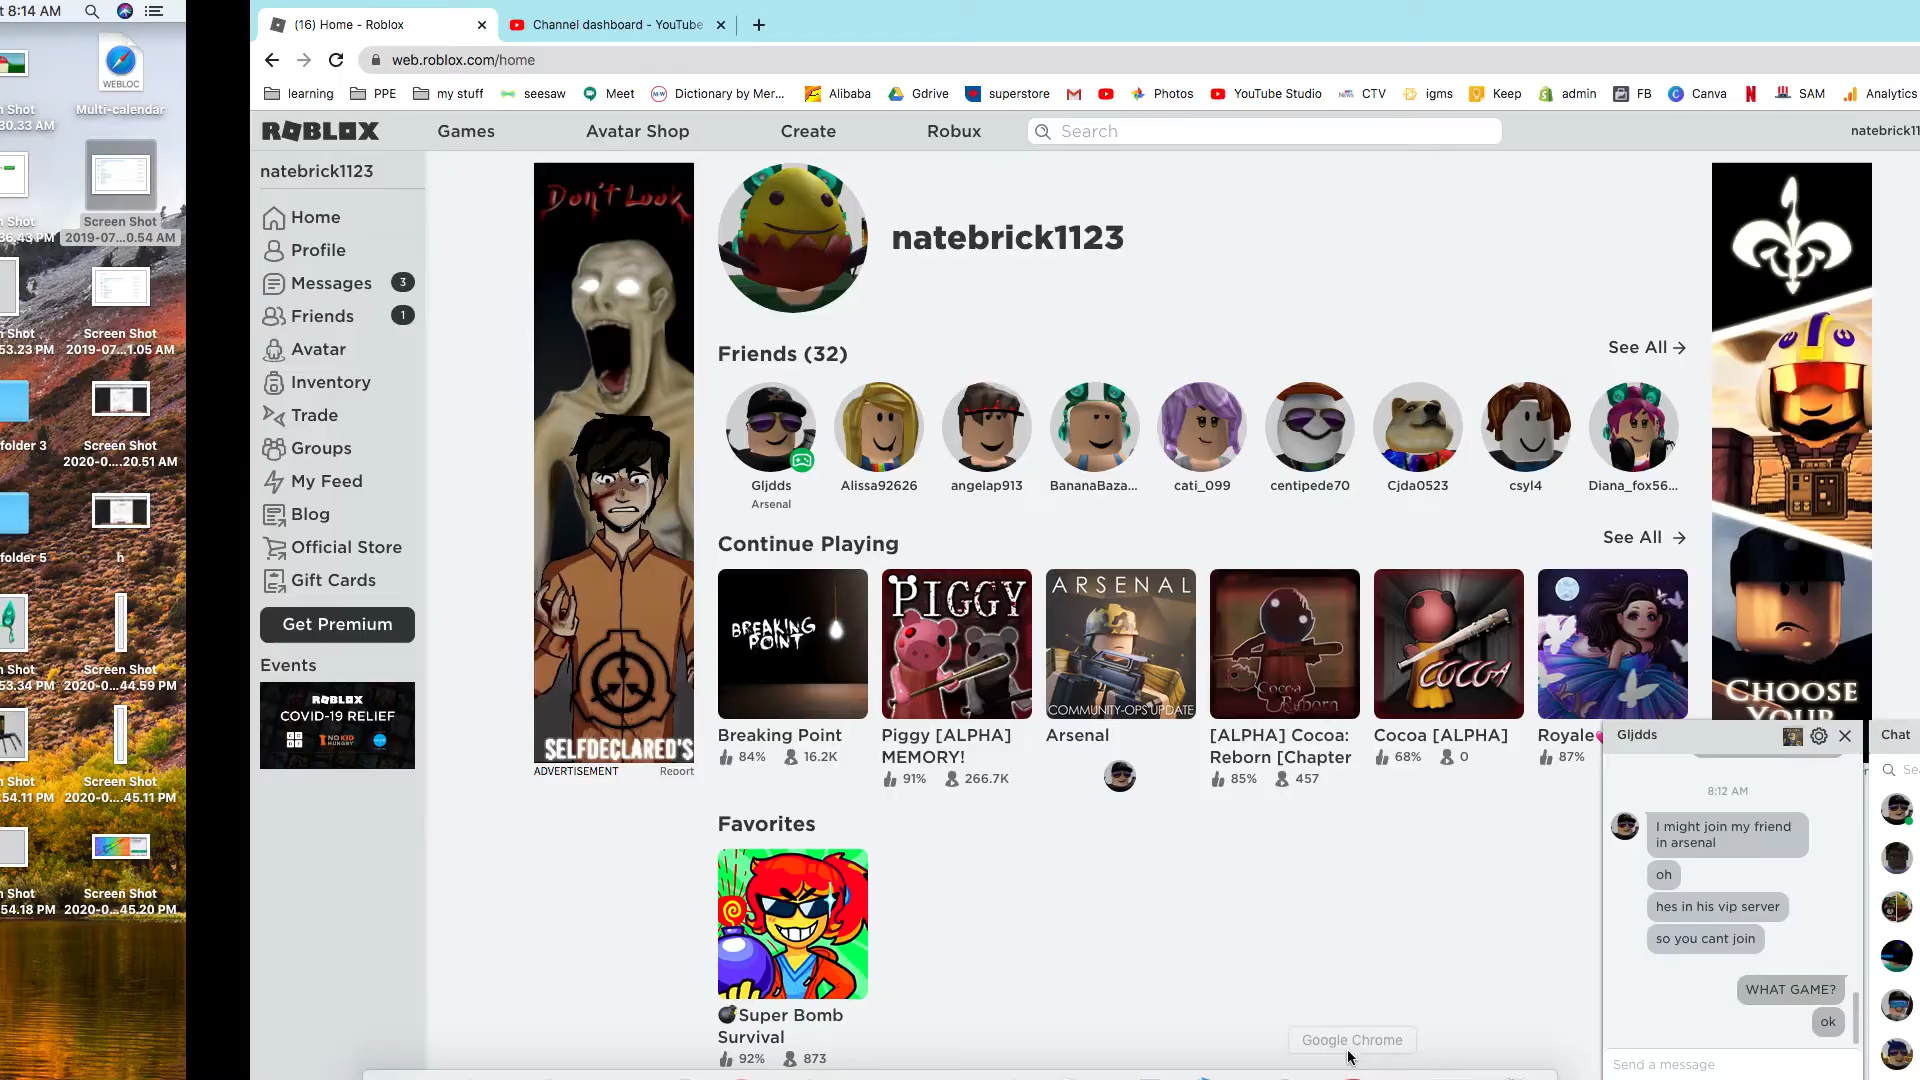 t 8:14 AM
WEBLOC
Multi-calendar
Shot
30.33 AM
Screen Shot
2019-07...0.54 AM
Shot
36.43 PM
Screen Shot
2019-07...1.05 AM
Shot
53.23 PM
Screen Shot
2020-0....20.51 AM
folder 3
h
folder 5
Screen Shot
2020-0...44.59 PM
Shot
53.34 PM
Screen Shot
2020-0....45.11 PM
Shot
54.11 PM
Screen Shot
2020-0....45.20 PM
Shot
54.18 PM
(16) Home - Roblox
Channel dashboard - YouTube
web.roblox.com/home
learning
PPE
my stuff
seesaw
Meet
Dictionary by Mer...
Alibaba
Gdrive
superstore
Photos
YouTube Studio
NEWS CTV
igms
Keep
admin
FB
Canva
SAM
Analytics
ROBLOX
Games
Avatar Shop
Create
Robux
Search
natebrick11
natebrick1123
Home
Profile
Messages 3
Friends 1
Avatar
Inventory
Trade
Groups
My Feed
Blog
Official Store
Gift Cards
Get Premium
Events
ROBLOX
COVID-19 RELIEF
NO KID
HUNGRY
Don't Look
SELFDECLARED'S
ADVERTISEMENT
Report
natebrick1123
Friends (32)
See All
Gljdds
Arsenal
Alissa92626
angelap913
BananaBaza...
cati_099
centipede70
Cjda0523
csyl4
Diana_fox56...
Continue Playing
See All
BREAKING
POINT
Breaking Point
84% 16.2K
PIGGY
Piggy [ALPHA]
MEMORY!
91% 266.7K
ARSENAL
COMMUNITY-OPS UPDATE
Arsenal
Cocoa
Reborn
[ALPHA] Cocoa:
Reborn [Chapter
85% 457
COCOA
Cocoa [ALPHA]
68% 0
Royale
87%
Favorites
Super Bomb
Survival
92% 873
CHOOSE
YOUR
Gljdds
8:12 AM
I might join my friend
in arsenal
oh
hes in his vip server
so you cant join
WHAT GAME?
ok
Send a message
Chat
Sea
Google Chrome